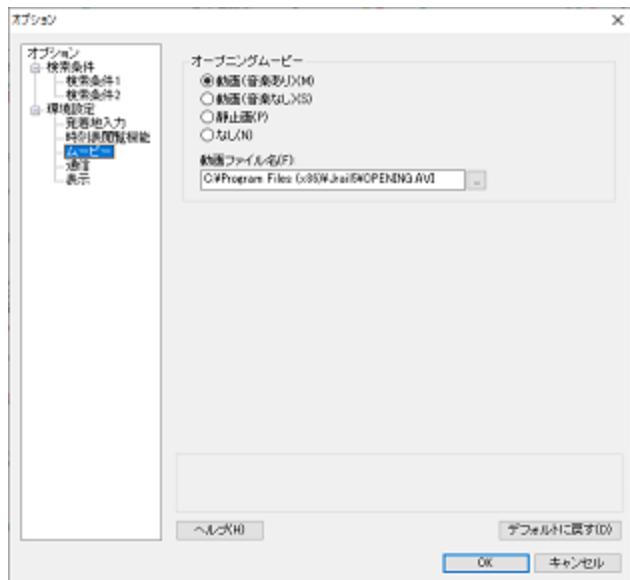 オプション
オプション
検索条件
検索条件1
検索条件2
環境設定
発着地入力
時刻表閲覧機能
ムービー
通信
表示
オープニングムービー
動画(音楽あり)(M)
動画(音楽なし)(S)
静止画(P)
なし(N)
動画ファイル名(F):
C:¥Program Files (x86)¥Jrail5¥OPENING.AVI
...
ヘルプ(H)
デフォルトに戻す(D)
OK
キャンセル